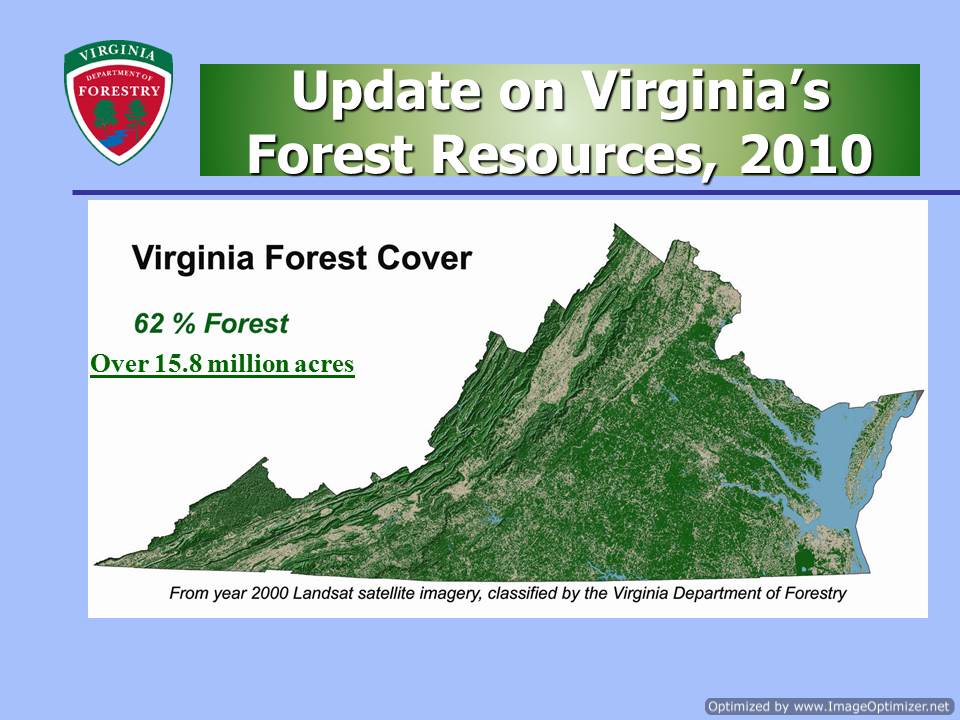 VIRGINIA
DEPARTMENT OF
FORESTRY
Update on Virginia’s
Forest Resources, 2010
Virginia Forest Cover
62 % Forest
Over 15.8 million acres
From year 2000 Landsat satellite imagery, classified by the Virginia Department of Forestry
Optimized by www.ImageOptimizer.net